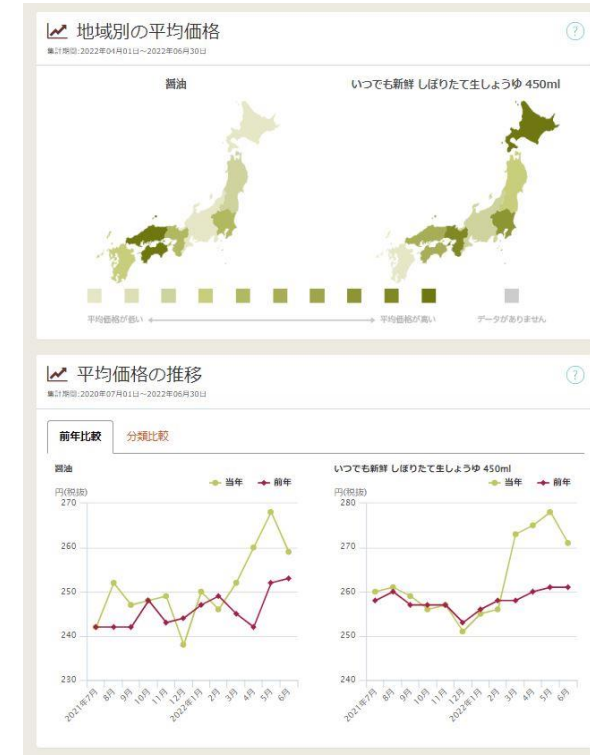 地域別の平均価格
?
集計期間:2022年04月01日～2022年06月30日
醤油
いつでも新鮮 しぼりたて生しょうゆ 450ml
平均価格が低い
平均価格が高い
データがありません
平均価格の推移
?
集計期間:2020年07月01日～2022年06月30日
前年比較
分類比較
醤油
当年
前年
円(税抜)
270
260
250
240
230
2021年7月
8月
9月
10月
11月
12月
2022年1月
2月
3月
4月
5月
6月
いつでも新鮮 しぼりたて生しょうゆ 450ml
当年
前年
円(税抜)
280
270
260
250
240
2021年7月
8月
9月
10月
11月
12月
2022年1月
2月
3月
4月
5月
6月